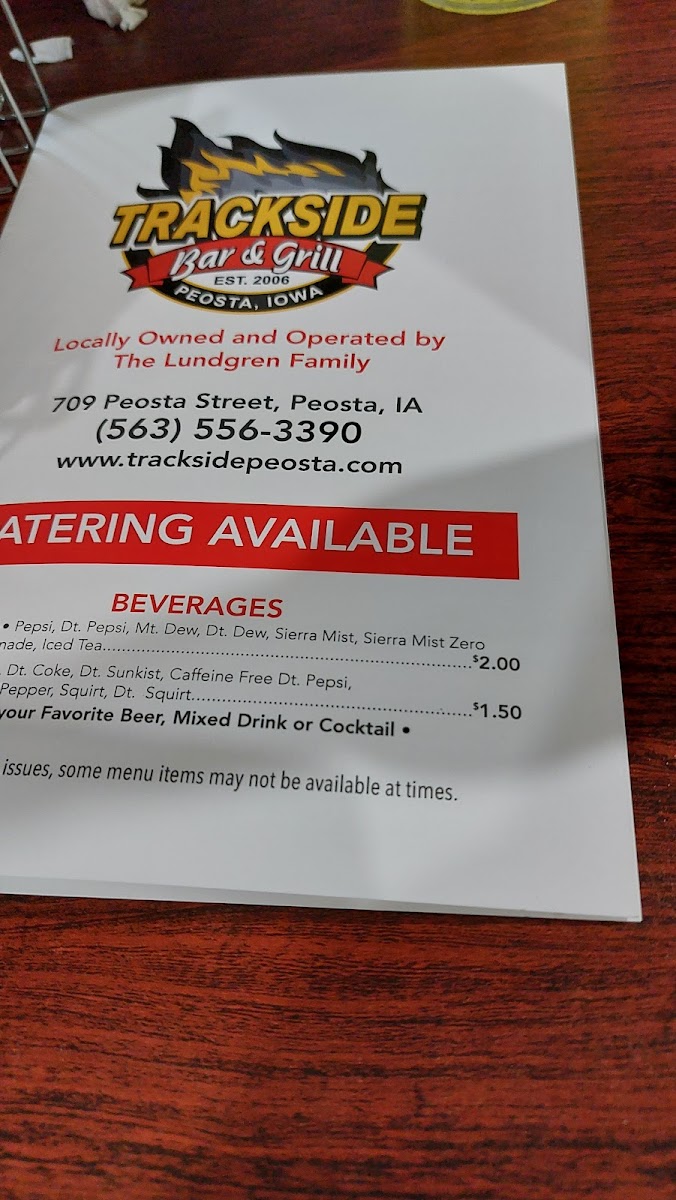 TRACKSIDE
Bar & Grill
EST. 2006
PEOSTA, IOWA
Locally Owned and Operated by
The Lundgren Family
709 Peosta Street, Peosta, IA
(563) 556-3390
www.tracksidepeosta.com
ATERING AVAILABLE
BEVERAGES
• Pepsi, Dt. Pepsi, Mt. Dew, Dt. Dew, Sierra Mist, Sierra Mist Zero
nade, Iced Tea........................................................................$2.00
, Dt. Coke, Dt. Sunkist, Caffeine Free Dt. Pepsi,
Pepper, Squirt, Dt. Squirt.......................................................$1.50
your Favorite Beer, Mixed Drink or Cocktail •
issues, some menu items may not be available at times.